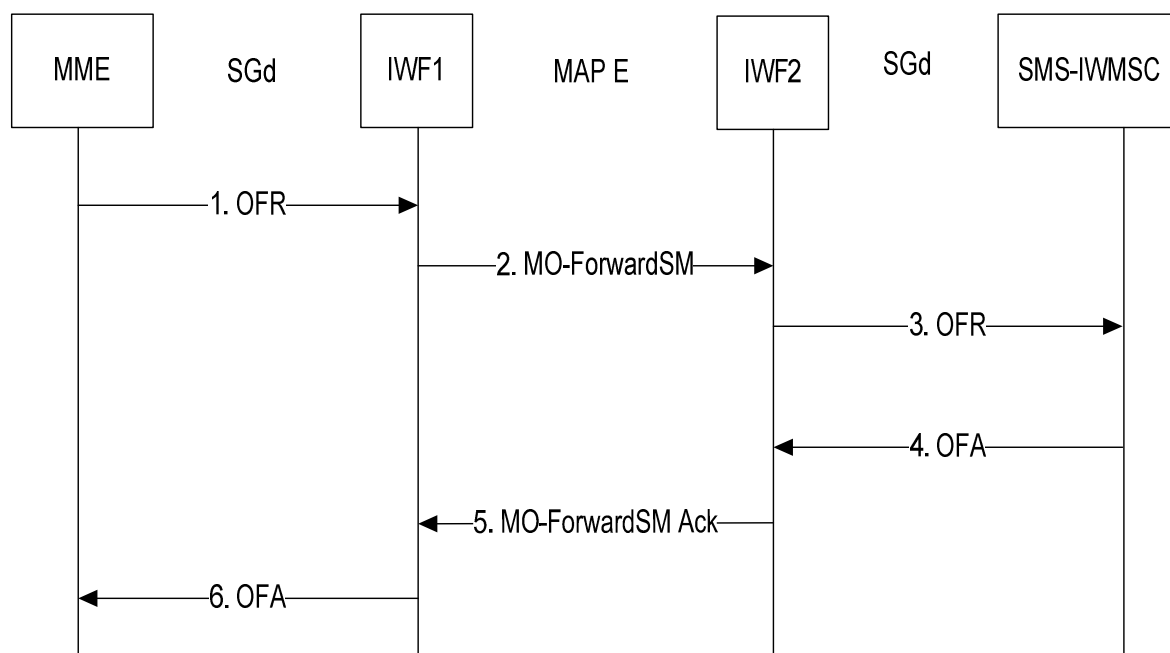 MME
SGd
IWF1
MAP E
IWF2
SGd
SMS-IWMSC
1. OFR
2. MO-ForwardSM
3. OFR
4. OFA
5. MO-ForwardSM Ack
6. OFA